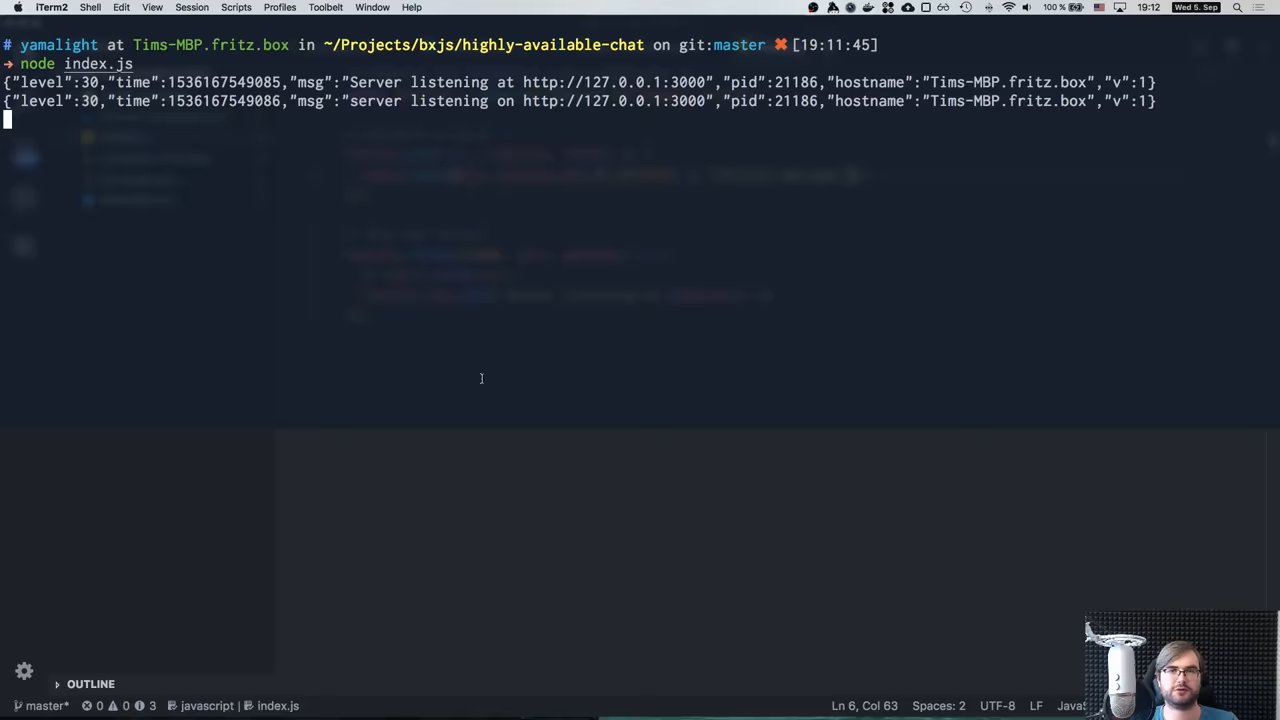 iTerm2 Shell Edit View Session Scripts Profiles Toolbelt Window Help 100 % 19:12 Wed 5. Sep
# yamalight at Tims-MBP.fritz.box in ~/Projects/bxjs/highly-available-chat on git:master ✖ [19:11:45]
→ node index.js
{"level":30,"time":1536167549085,"msg":"Server listening at http://127.0.0.1:3000","pid":21186,"hostname":"Tims-MBP.fritz.box","v":1}
{"level":30,"time":1536167549086,"msg":"server listening on http://127.0.0.1:3000","pid":21186,"hostname":"Tims-MBP.fritz.box","v":1}
OUTLINE
master* 0 0 3 javascript | index.js Ln 6, Col 63 Spaces: 2 UTF-8 LF